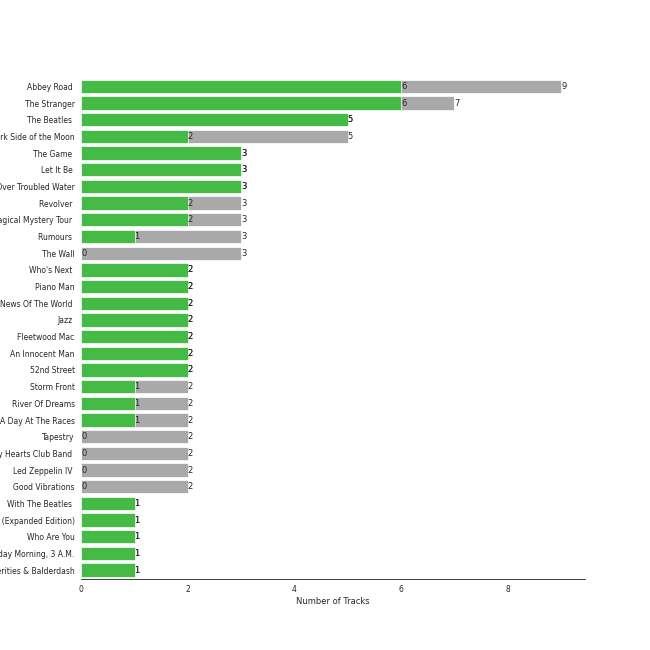 Abbey Road 6 9
The Stranger 6 7
The Beatles 5
rk Side of the Moon 2 5
The Game 3
Let It Be 3
Over Troubled Water 3
Revolver 2 3
agical Mystery Tour 2 3
Rumours 1 3
The Wall 0 3
Who's Next 2
Piano Man 2
News Of The World 2
Jazz 2
Fleetwood Mac 2
An Innocent Man 2
52nd Street 2
Storm Front 1 2
River Of Dreams 1 2
A Day At The Races 1 2
Tapestry 0 2
y Hearts Club Band 0 2
Led Zeppelin IV 0 2
Good Vibrations 0 2
With The Beatles 1
(Expanded Edition) 1
Who Are You 1
day Morning, 3 A.M. 1
erities & Balderdash 1
0 2 4 6 8
Number of Tracks